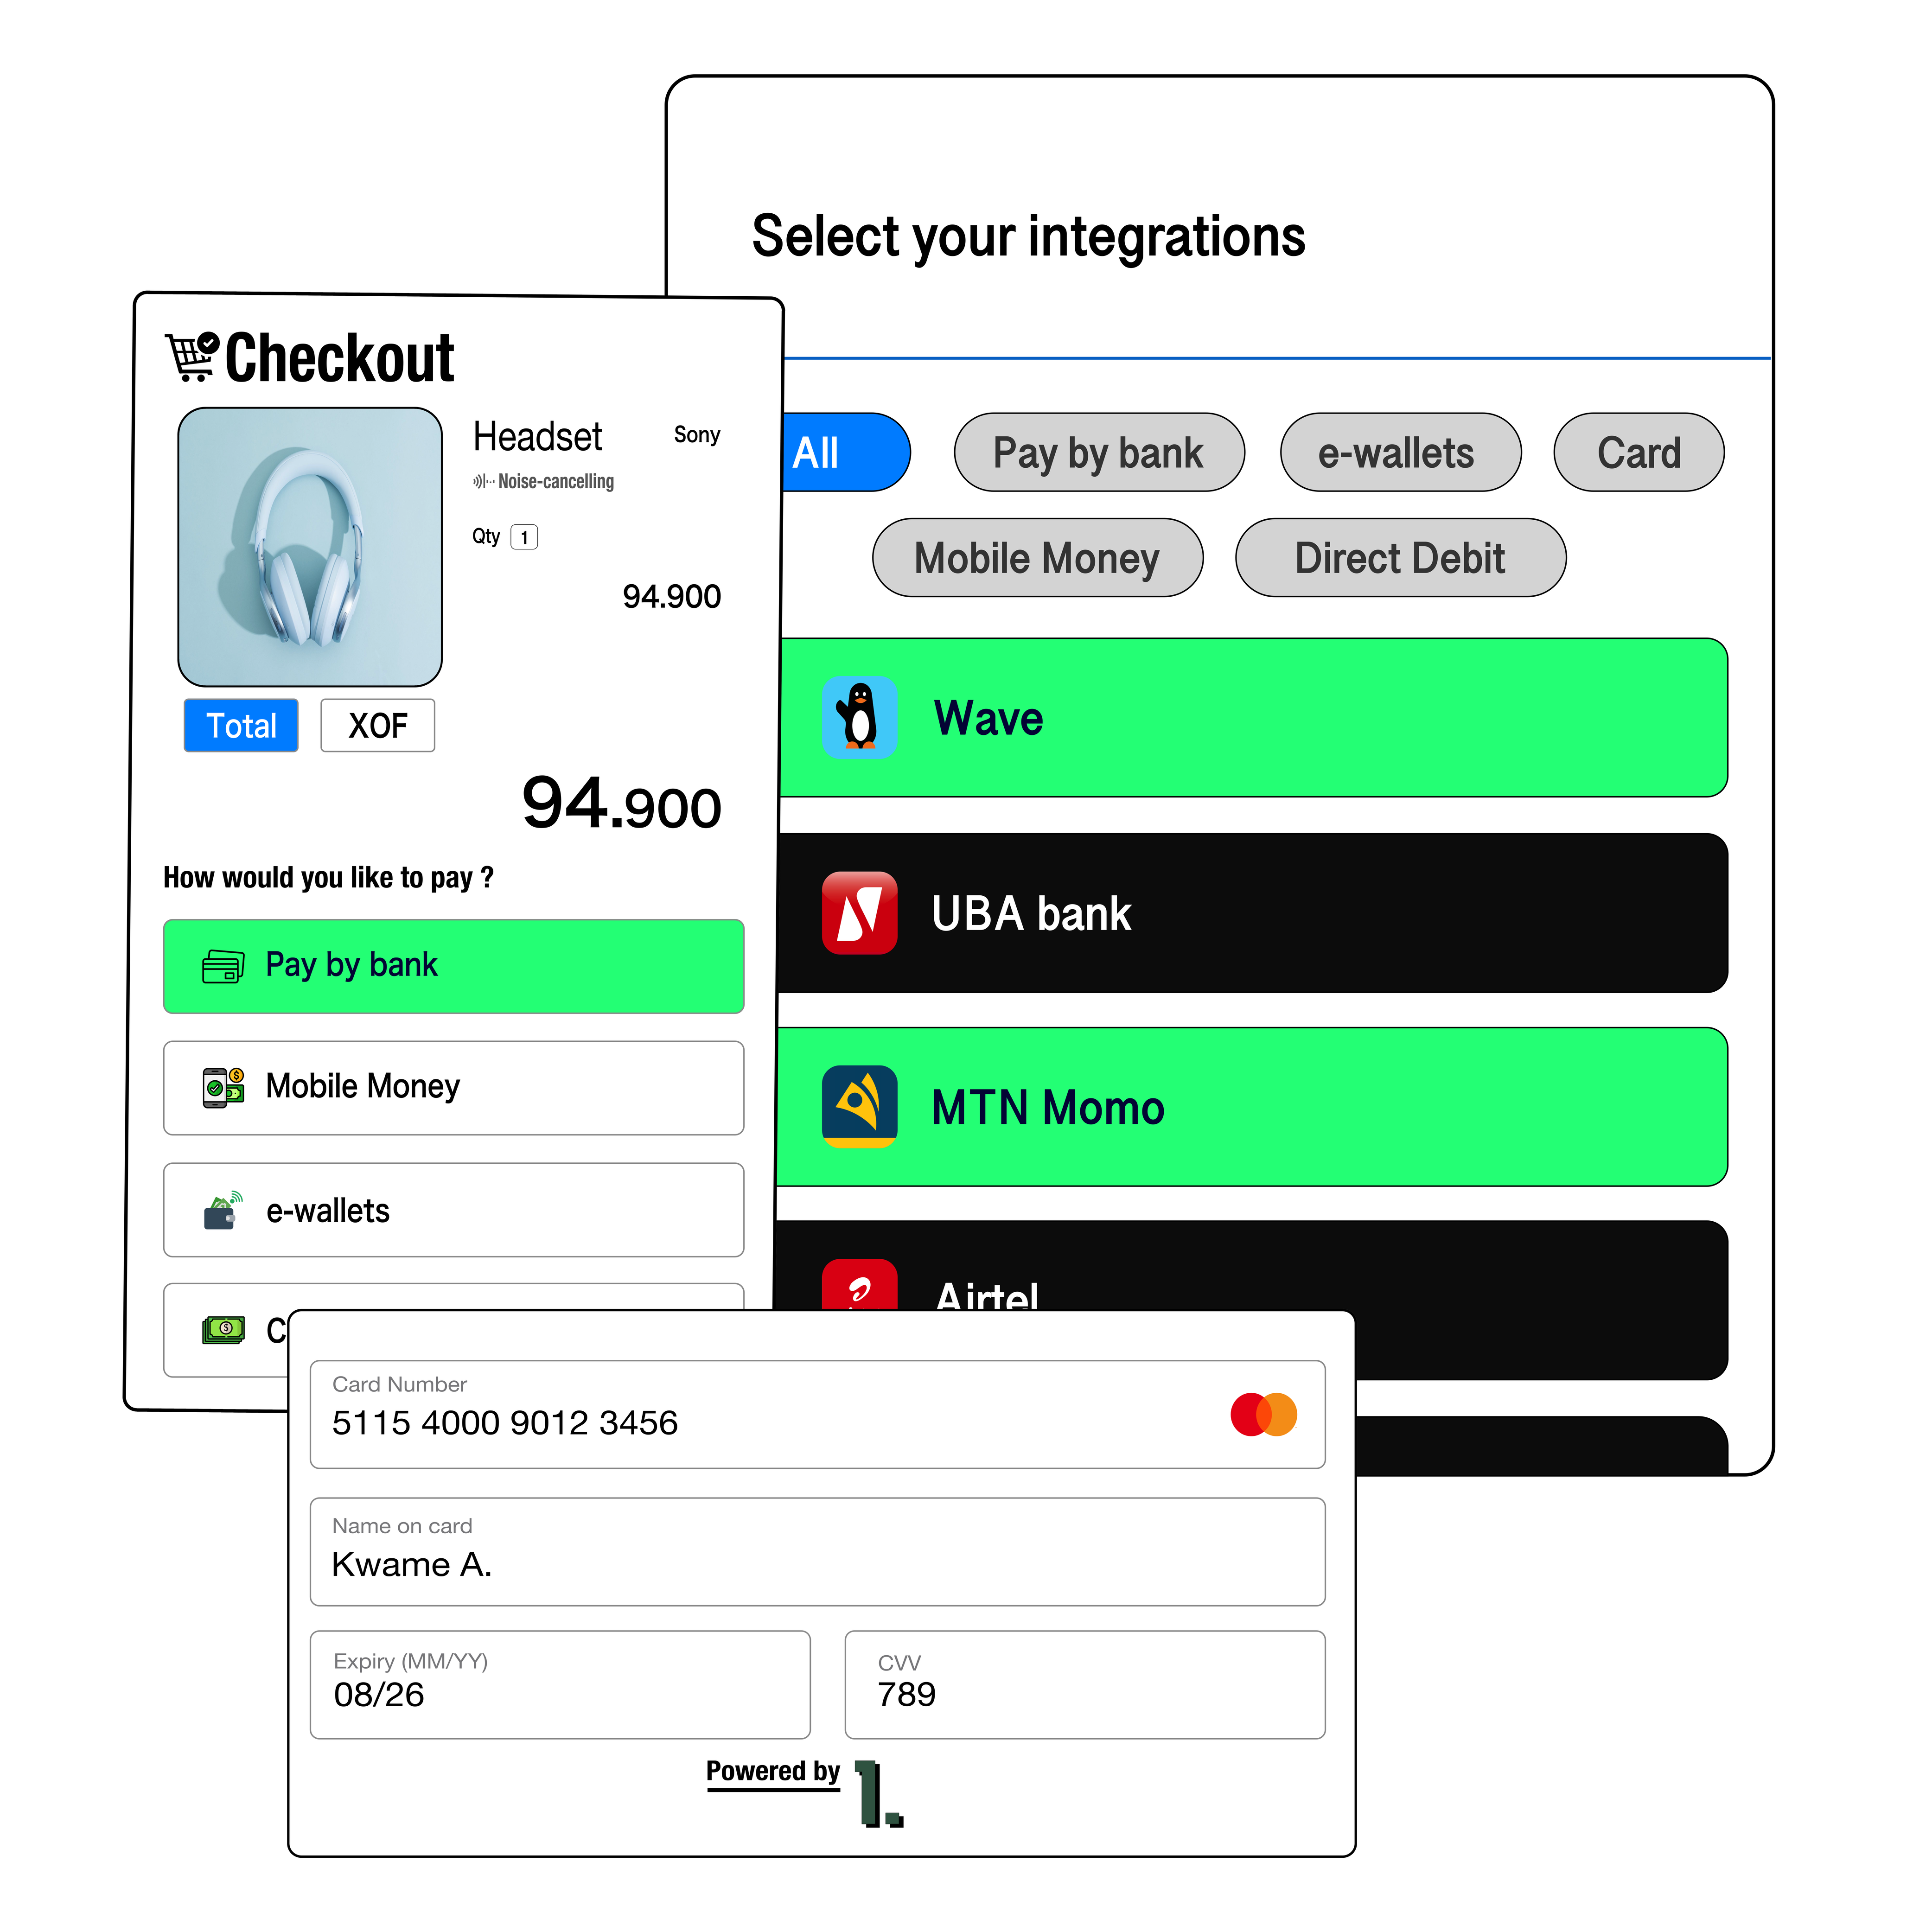 Select your integrations
All
Pay by bank
e-wallets
Card
Mobile Money
Direct Debit
Wave
UBA bank
MTN Momo
Airtel
Checkout
Headset
Sony
Noise-cancelling
Qty 1
94.900
Total
XOF
94.900
How would you like to pay ?
Pay by bank
Mobile Money
e-wallets
C
Card Number
5115 4000 9012 3456
Name on card
Kwame A.
Expiry (MM/YY)
08/26
CVV
789
Powered by 1.